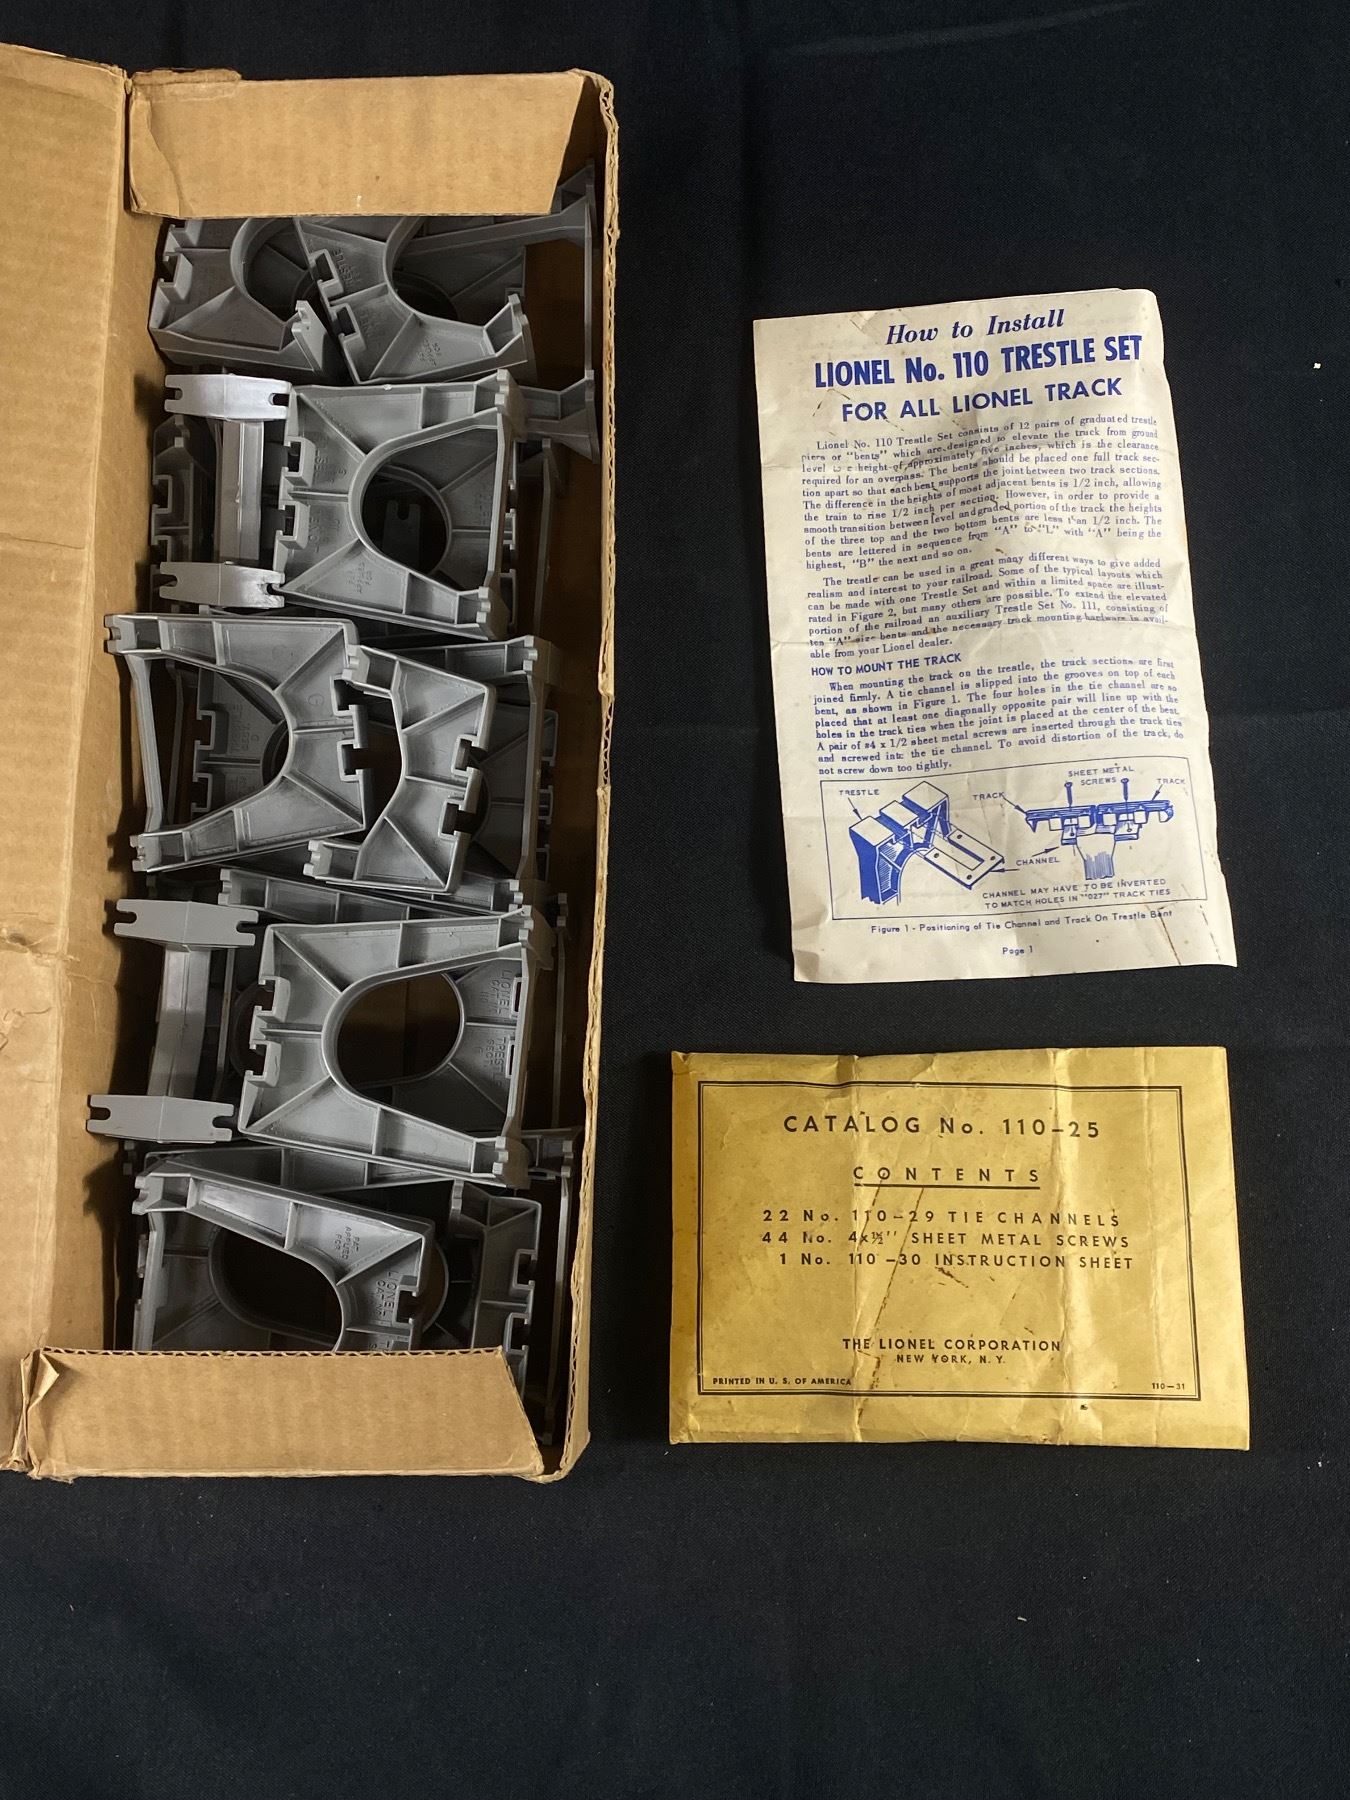 How to Install
LIONEL No. 110 TRESTLE SET
FOR ALL LIONEL TRACK
Lionel No. 110 Trestle Set consists of 12 pairs of graduated trestle
piers or "bents" which are designed to elevate the track from ground
level to a height of approximately five inches, which is the clearance
required for an overpass. The bents should be placed one full track sec-
tion apart so that each bent supports the joint between two track sections.
The difference in the heights of most adjacent bents is 1/2 inch, allowing
the train to rise 1/2 inch per section. However, in order to provide a
smooth transition between level and graded portion of the track the heights
of the three top and the two bottom bents are less than 1/2 inch. The
bents are lettered in sequence from "A" to "L" with "A" being the
highest, "B" the next and so on.
The trestle can be used in a great many different ways to give added
realism and interest to your railroad. Some of the typical layouts which
can be made with one Trestle Set and within a limited space are illust-
rated in Figure 2, but many others are possible. To extend the elevated
portion of the railroad an auxiliary Trestle Set No. 111, consisting of
ten "A" size bents and the necessary track mounting hardware is avail-
able from your Lionel dealer.
HOW TO MOUNT THE TRACK
When mounting the track on the trestle, the track sections are first
joined firmly. A tie channel is slipped into the grooves on top of each
bent, as shown in Figure 1. The four holes in the tie channel are so
placed that at least one diagonally opposite pair will line up with the
holes in the track ties when the joint is placed at the center of the bent.
A pair of #4 x 1/2 sheet metal screws are inserted through the track ties
and screwed into the tie channel. To avoid distortion of the track, do
not screw down too tightly.
TRESTLE
TRACK
SHEET METAL
SCREWS
TRACK
CHANNEL
CHANNEL MAY HAVE TO BE INVERTED
TO MATCH HOLES IN "027" TRACK TIES
Figure 1 - Positioning of Tie Channel and Track On Trestle Bent
Page 1
CATALOG No. 110-25
CONTENTS
22 No. 110-29 TIE CHANNELS
44 No. 4x½" SHEET METAL SCREWS
1 No. 110-30 INSTRUCTION SHEET
THE LIONEL CORPORATION
NEW YORK, N. Y.
PRINTED IN U. S. OF AMERICA
110-31
G
LIONEL
CAT. Nº
110
TRESTLE
SECT.
PAT.
APPLIED
FOR
LIONEL
CAT. Nº
TRESTLE
LIONEL